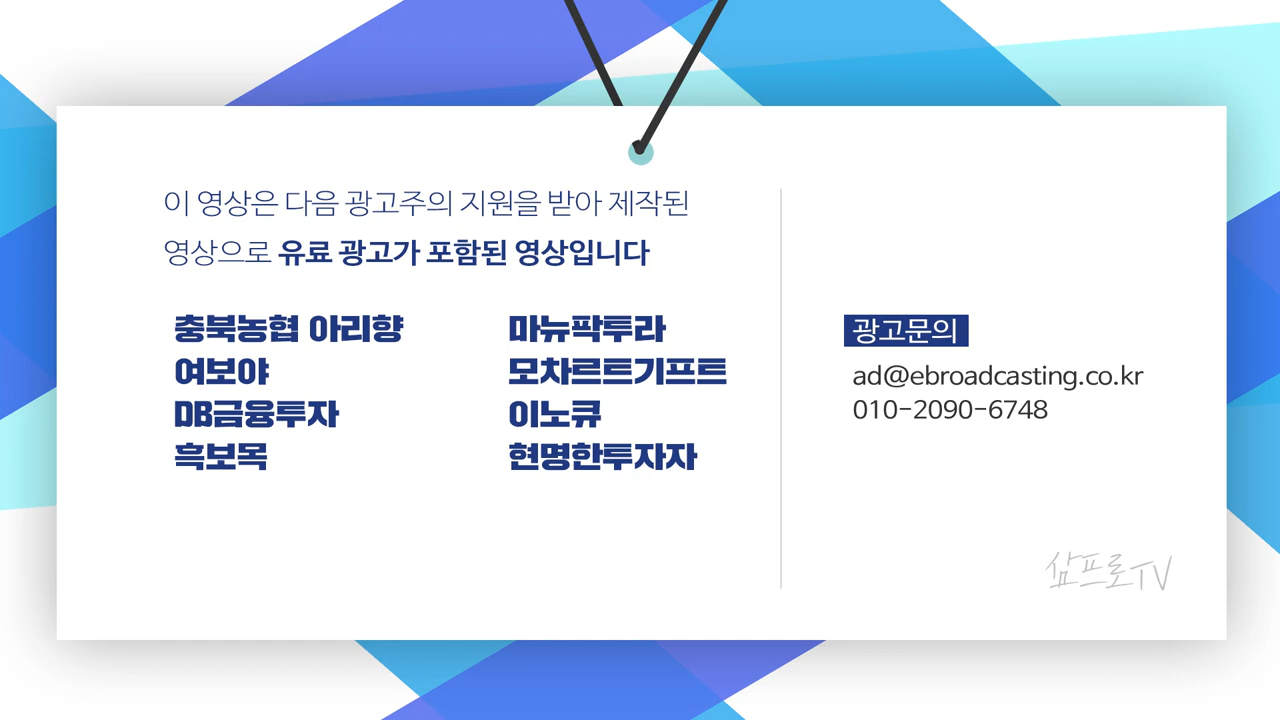 이 영상은 다음 광고주의 지원을 받아 제작된
영상으로 유료 광고가 포함된 영상입니다
충북농협 아리향
여보야
DB금융투자
흑보목
마뉴팍투라
모차르트기프트
이노큐
현명한투자자
광고문의
ad@ebroadcasting.co.kr
010-2090-6748
삼프로TV